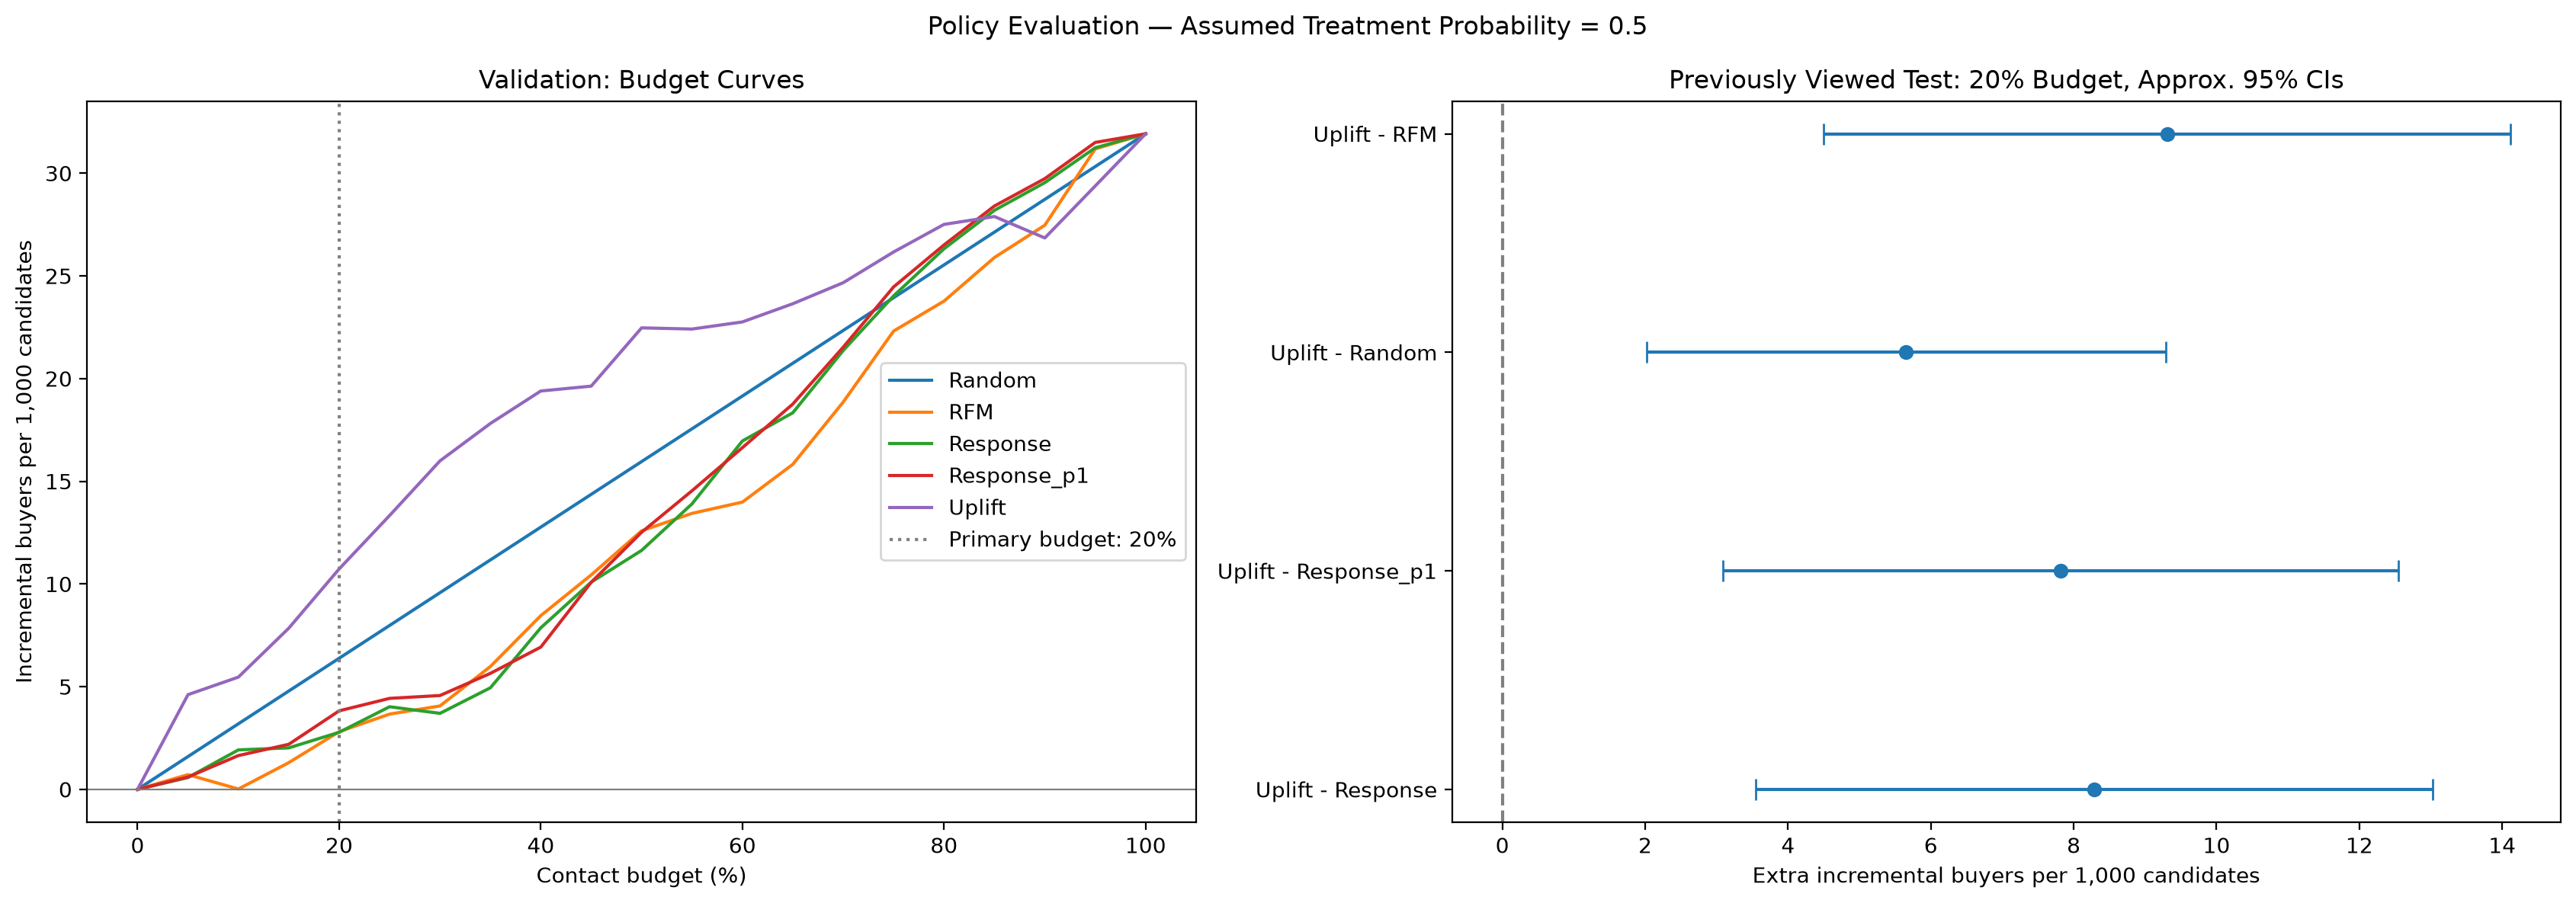 Policy Evaluation — Assumed Treatment Probability = 0.5
Validation: Budget Curves
Incremental buyers per 1,000 candidates
30
25
20
15
10
5
0
Random
RFM
Response
Response_p1
Uplift
Primary budget: 20%
0 20 40 60 80 100
Contact budget (%)
Previously Viewed Test: 20% Budget, Approx. 95% CIs
Uplift - RFM
Uplift - Random
Uplift - Response_p1
Uplift - Response
0 2 4 6 8 10 12 14
Extra incremental buyers per 1,000 candidates